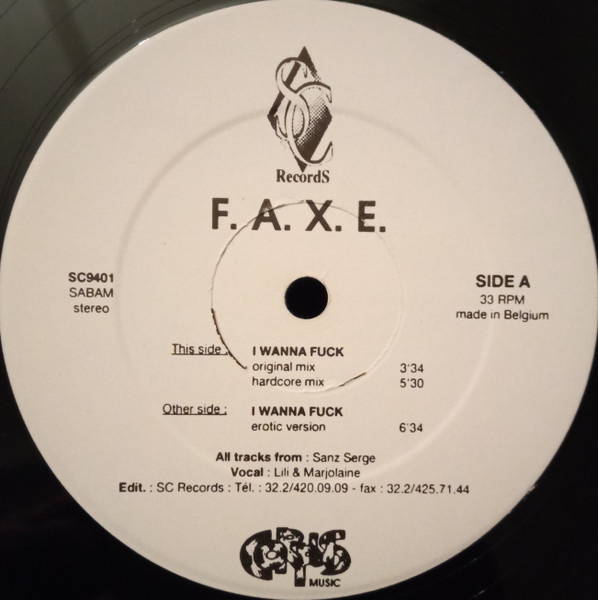 SC
RecordS
F. A. X. E.
SC9401
SABAM
stereo
SIDE A
33 RPM
made in Belgium
This side : I WANNA FUCK
original mix 3'34
hardcore mix 5'30
Other side : I WANNA FUCK
erotic version 6'34
All tracks from : Sanz Serge
Vocal : Lili & Marjolaine
Edit. : SC Records : Tél. : 32.2/420.09.09 - fax : 32.2/425.71.44
MUSIC